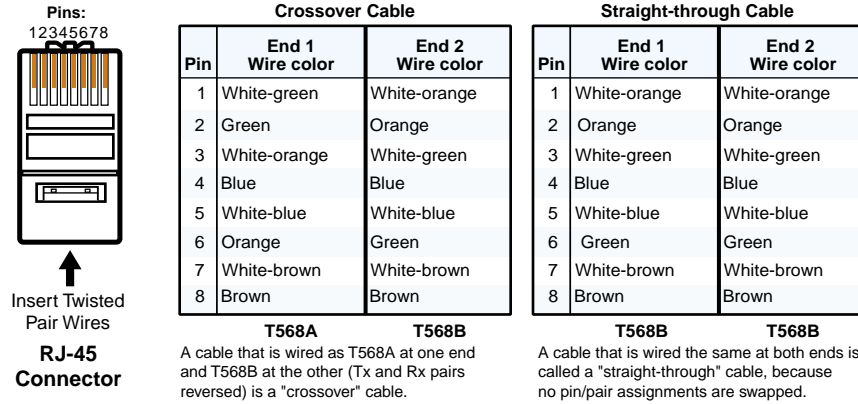 Pins:
12345678
Insert Twisted
Pair Wires
RJ-45
Connector
Crossover Cable
Pin End 1 Wire color End 2 Wire color
1 White-green White-orange
2 Green Orange
3 White-orange White-green
4 Blue Blue
5 White-blue White-blue
6 Orange Green
7 White-brown White-brown
8 Brown Brown
T568A T568B
A cable that is wired as T568A at one end
and T568B at the other (Tx and Rx pairs
reversed) is a "crossover" cable.
Straight-through Cable
Pin End 1 Wire color End 2 Wire color
1 White-orange White-orange
2 Orange Orange
3 White-green White-green
4 Blue Blue
5 White-blue White-blue
6 Green Green
7 White-brown White-brown
8 Brown Brown
T568B T568B
A cable that is wired the same at both ends is
called a "straight-through" cable, because
no pin/pair assignments are swapped.